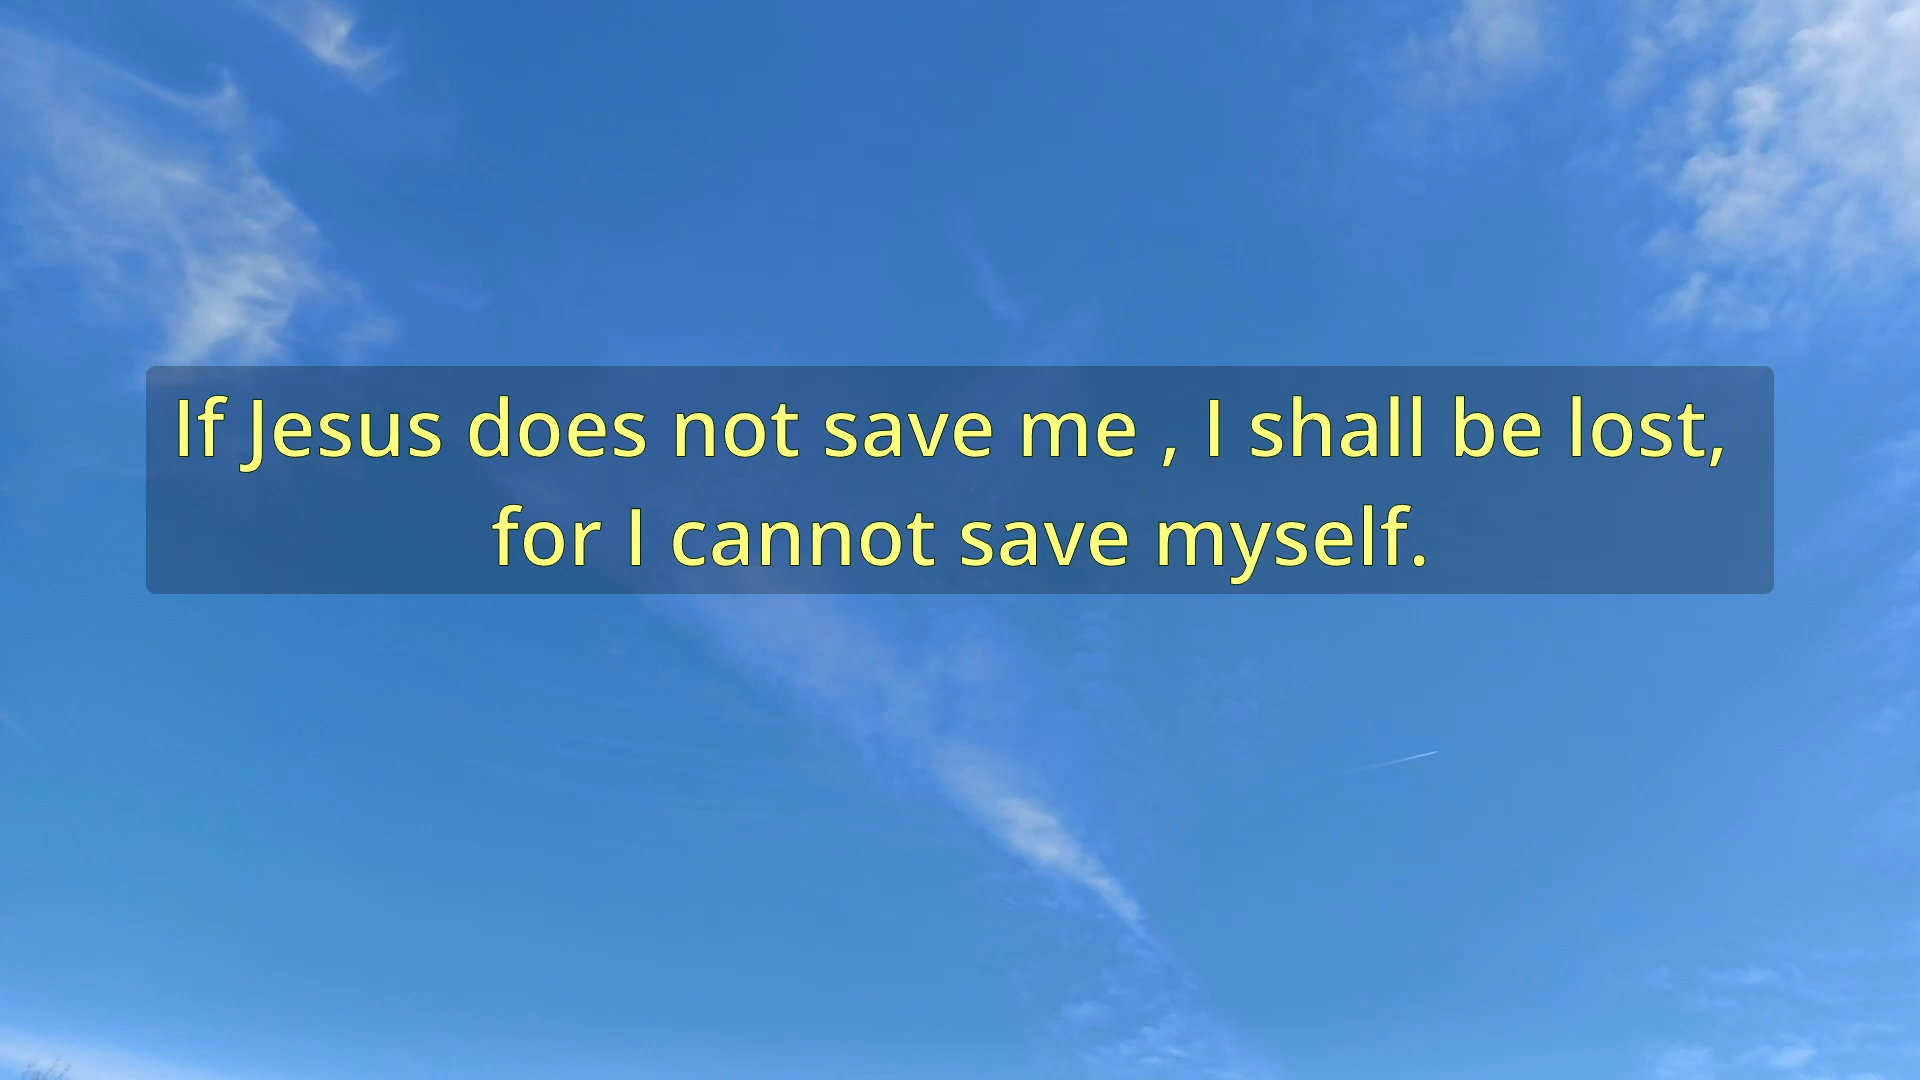 If Jesus does not save me , I shall be lost,
for I cannot save myself.